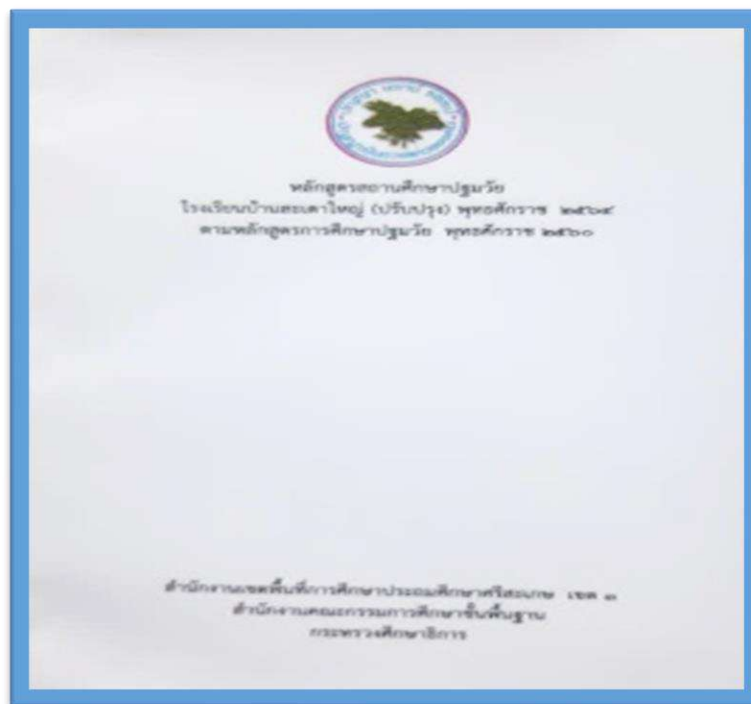 หลักสูตรสถานศึกษาปฐมวัย
โรงเรียนบ้านสะเดาใหญ่ (ปรับปรุง) พุทธศักราช ๒๕๖๔
ตามหลักสูตรการศึกษาปฐมวัย พุทธศักราช ๒๕๖๐
สำนักงานเขตพื้นที่การศึกษาประถมศึกษาศรีสะเกษ เขต ๓
สำนักงานคณะกรรมการศึกษาขั้นพื้นฐาน
กระทรวงศึกษาธิการ